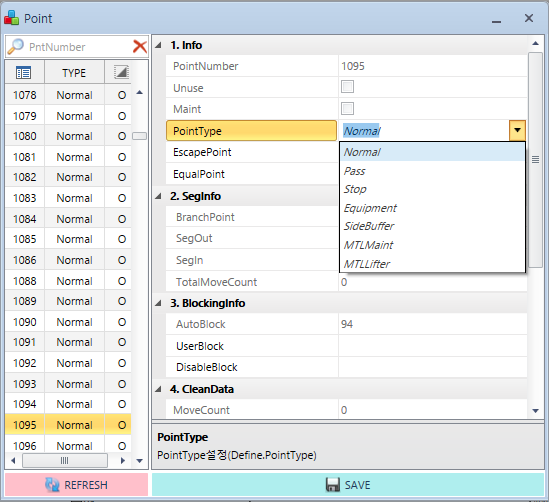 Point
PntNumber
TYPE
1078 Normal O
1079 Normal O
1080 Normal O
1081 Normal O
1082 Normal O
1083 Normal O
1084 Normal O
1085 Normal O
1086 Normal O
1087 Normal O
1088 Normal O
1089 Normal O
1090 Normal O
1091 Normal O
1092 Normal O
1093 Normal O
1094 Normal O
1095 Normal O
1096 Normal O
REFRESH
1. Info
PointNumber 1095
Unuse
Maint
PointType Normal
EscapePoint
EqualPoint
Normal
Pass
Stop
Equipment
SideBuffer
MTLMaint
MTLLifter
2. SegInfo
BranchPoint
SegOut
SegIn
TotalMoveCount 0
3. BlockingInfo
AutoBlock 94
UserBlock
DisableBlock
4. CleanData
MoveCount 0
PointType
PointType설정(Define.PointType)
SAVE